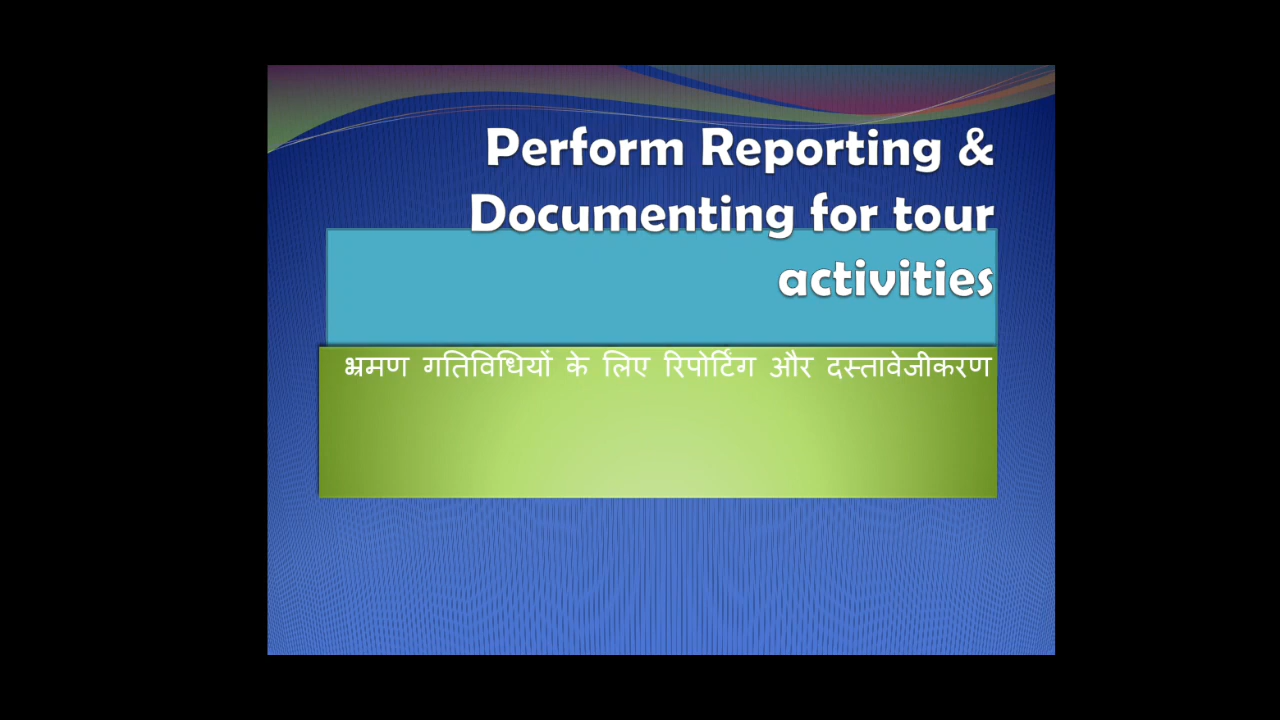 Perform Reporting &
Documenting for tour
activities
भ्रमण गतिविधियों के लिए रिपोर्टिंग और दस्तावेजीकरण